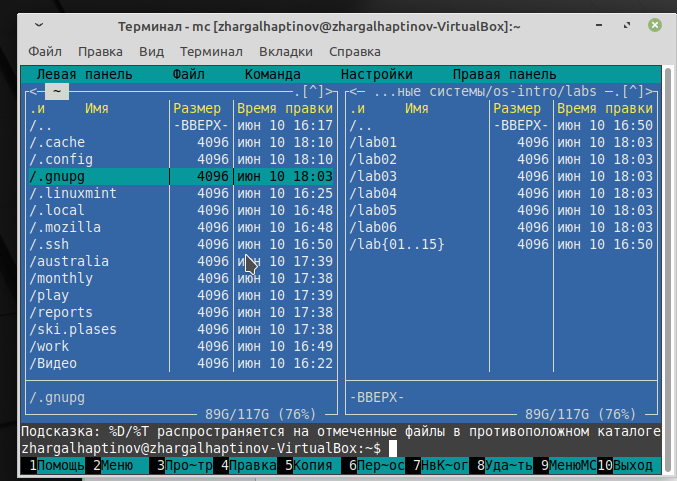 Терминал - mc [zhargalhaptinov@zhargalhaptinov-VirtualBox]:~
Файл Правка Вид Терминал Вкладки Справка
Левая панель Файл Команда Настройки Правая панель
<— ~ —.[^]> <— ...ные системы/os-intro/labs —.[^]>
.и Имя Размер Время правки .и Имя Размер Время правки
/.. -ВВЕРХ- июн 10 16:17 /.. -ВВЕРХ- июн 10 16:50
/.cache 4096 июн 10 18:10 /lab01 4096 июн 10 18:03
/.config 4096 июн 10 18:10 /lab02 4096 июн 10 18:03
/.gnupg 4096 июн 10 18:03 /lab03 4096 июн 10 18:03
/.linuxmint 4096 июн 10 16:25 /lab04 4096 июн 10 18:03
/.local 4096 июн 10 16:48 /lab05 4096 июн 10 18:03
/.mozilla 4096 июн 10 16:48 /lab06 4096 июн 10 18:03
/.ssh 4096 июн 10 16:50 /lab{01..15} 4096 июн 10 16:50
/australia 4096 июн 10 17:39
/monthly 4096 июн 10 17:38
/play 4096 июн 10 17:39
/reports 4096 июн 10 17:38
/ski.plases 4096 июн 10 17:38
/work 4096 июн 10 16:49
/Видео 4096 июн 10 16:22
/.gnupg -ВВЕРХ-
89G/117G (76%) 89G/117G (76%)
Подсказка: %D/%T распространяется на отмеченные файлы в противоположном каталоге
zhargalhaptinov@zhargalhaptinov-VirtualBox:~$
1Помощь 2Меню 3Про~тр 4Правка 5Копия 6Пер~ос 7НвК~ог 8Уда~ть 9МенюМС 10Выход